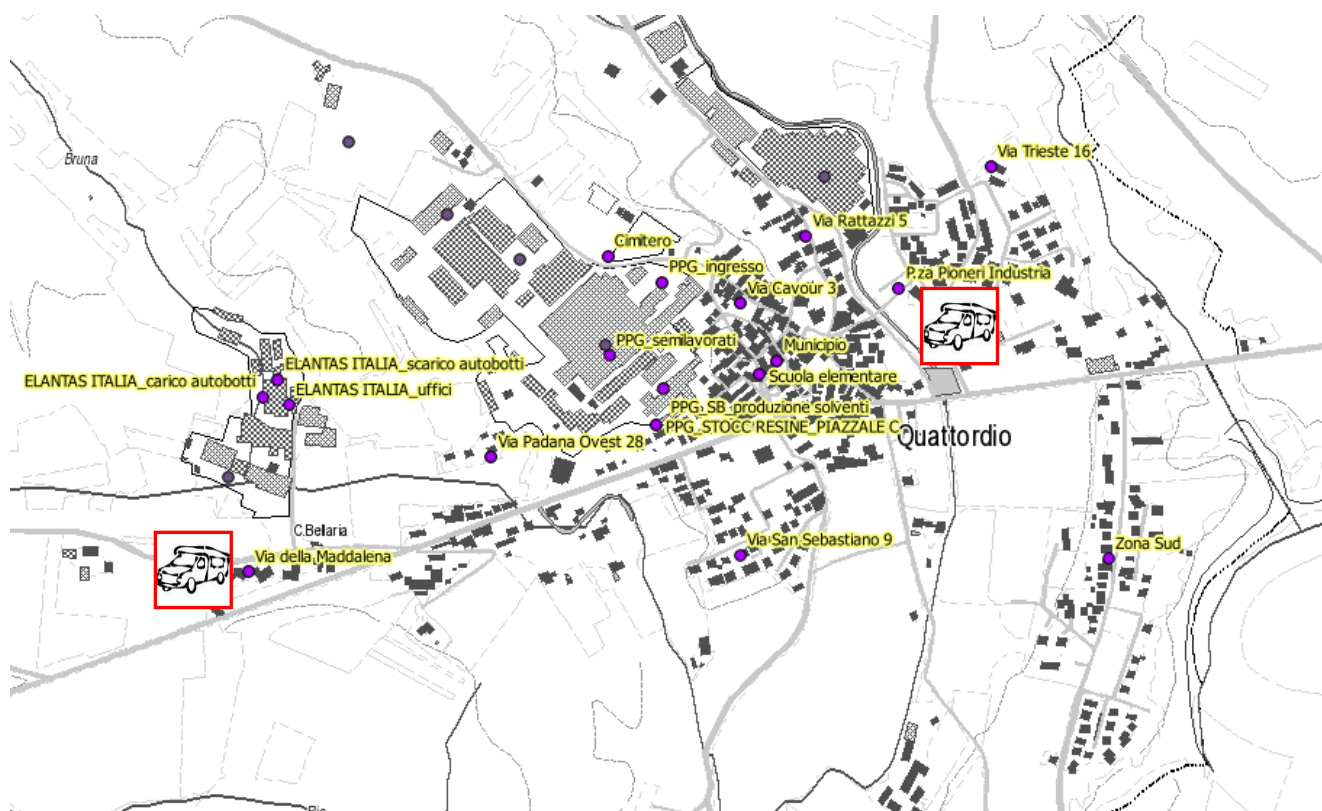 Via Trieste 16
Bruna
Via Rattazzi 5
Cimitero
PPG_ingresso
P.za Pioneri Industria
Via Cavour 3
PPG_semilavorati
Municipio
ELANTAS ITALIA_scarico autobotti
ELANTAS ITALIA_carico autobotti
Scuola elementare
ELANTAS ITALIA_uffici
PPG_SB_produzione solventi
PPG_STOCC RESINE_PIAZZALE C
Quattordio
Via Padana Ovest 28
C.Bellaria
Via San Sebastiano 9
Zona Sud
Via della Maddalena